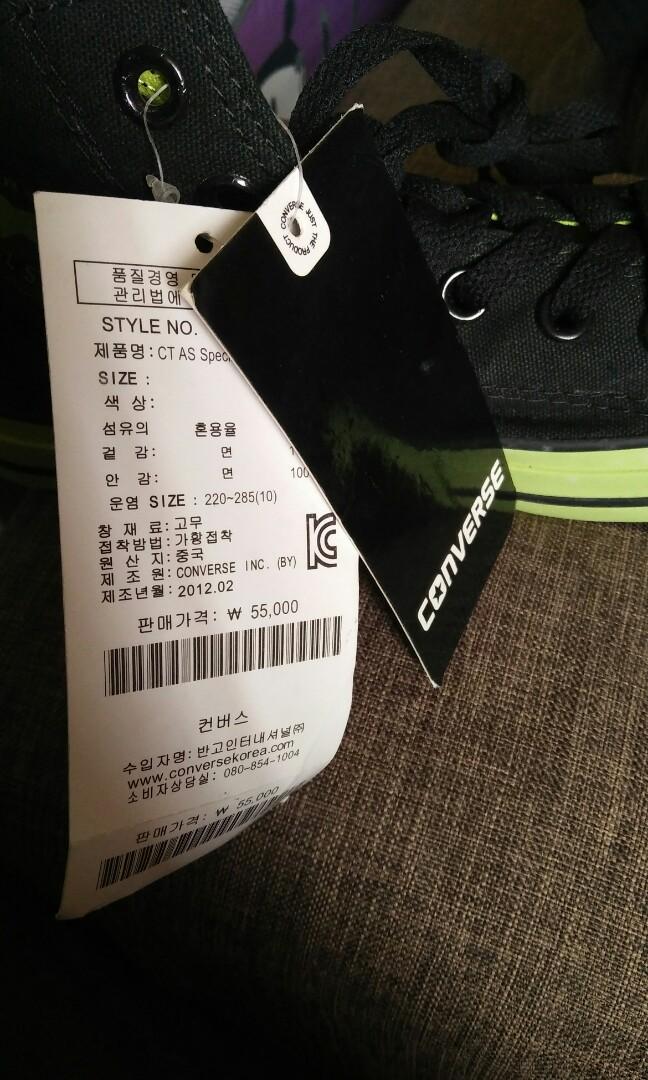 CONVERSE JUST THE PRODUCT
품질경영
관리법에
STYLE NO.
제품명: CT AS
SIZE :
색 상:
섬유의 혼용율
겉 감: 면
안 감: 면 100
운영 SIZE : 220~285(10)
창 재 료: 고무
접착방법: 가황접착
원 산 지: 중국
제 조 원: CONVERSE INC. (BY)
제조년월: 2012.02
판매가격: ₩ 55,000
CONVERSE
컨버스
수입자명: 반고인터내셔널㈜
www.conversekorea.com
소비자상담실: 080-854-1004
판매가격: ₩ 55,000